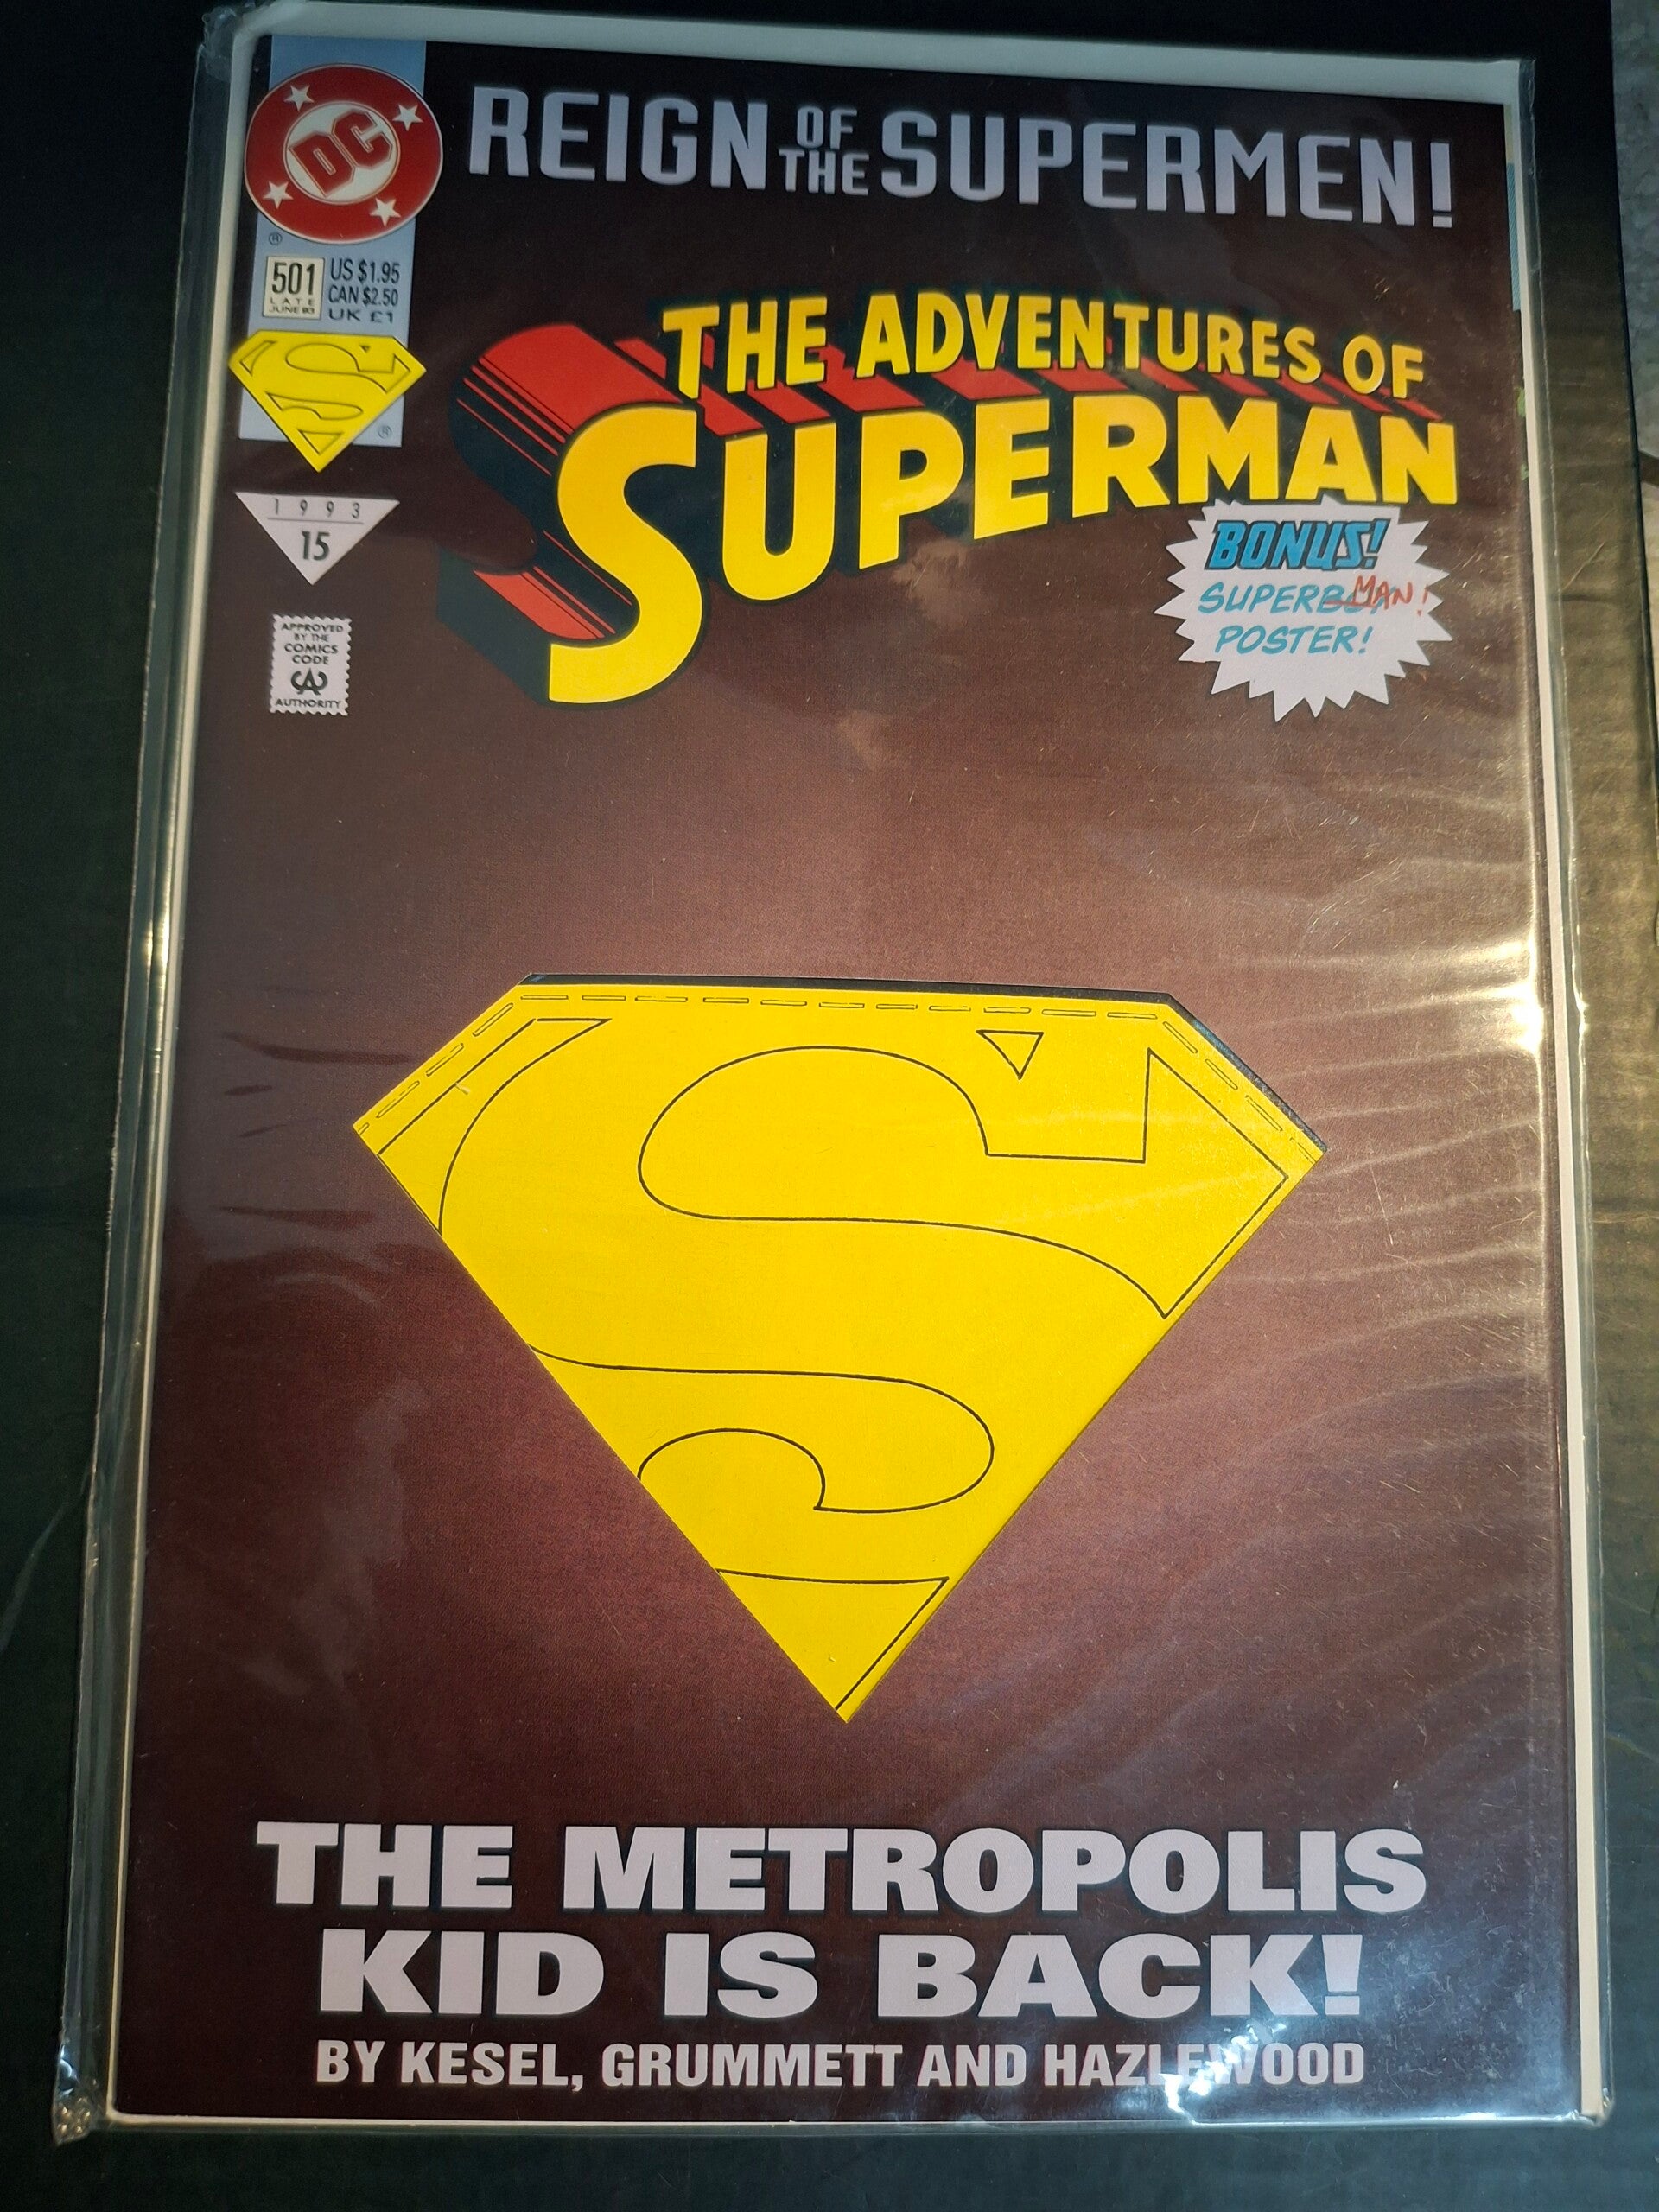 DC
REIGN OF THE SUPERMEN!
®
501
LATE
JUNE 93
US $1.95
CAN $2.50
UK £1
®
THE ADVENTURES OF
SUPERMAN
1993
15
BONUS!
SUPERBOY MAN!
POSTER!
APPROVED
BY THE
COMICS
CODE
CA
AUTHORITY
S
THE METROPOLIS
KID IS BACK!
BY KESEL, GRUMMETT AND HAZLEWOOD